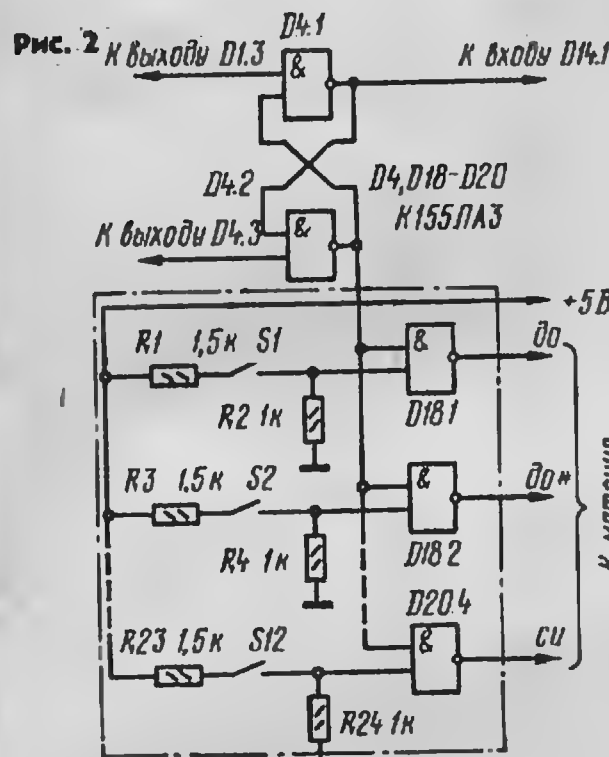 Рис. 2
D4.1
К выходу D1.3
&
К входу D14.1
D4.2
D4, D18-D20
К155ЛА3
К выходу D4.3
&
+5В
R1 1,5к S1
&
до
R2 1к
D18.1
R3 1,5к S2
&
до*
R4 1к
D18.2
D20.4
R23 1,5к S12
&
си
R24 1к
К